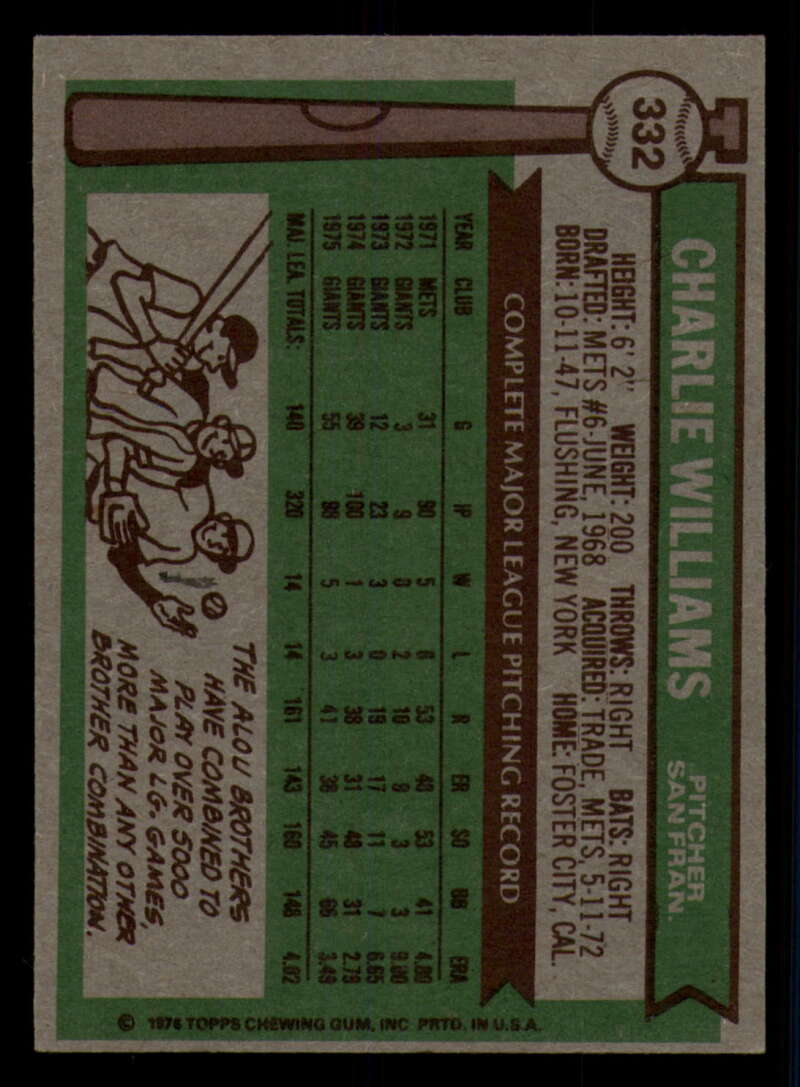 332
CHARLIE WILLIAMS
PITCHER
SAN FRAN.
HEIGHT: 6' 2" WEIGHT: 200 THROWS: RIGHT BATS: RIGHT
DRAFTED: METS #6-JUNE, 1968 ACQUIRED: TRADE, METS, 5-11-72
BORN: 10-11-47, FLUSHING, NEW YORK HOME: FOSTER CITY, CAL.
COMPLETE MAJOR LEAGUE PITCHING RECORD
YEAR CLUB G IP W L R ER SO BB ERA
1971 METS 31 90 5 6 53 48 53 41 4.80
1972 GIANTS 3 9 0 2 10 9 3 3 9.00
1973 GIANTS 12 23 3 0 19 17 11 7 6.65
1974 GIANTS 39 100 1 3 38 31 48 31 2.79
1975 GIANTS 55 98 5 3 41 38 45 66 3.49
MAJ. LEA. TOTALS: 140 320 14 14 161 143 160 148 4.02
THE ALOU BROTHERS
HAVE COMBINED TO
PLAY OVER 5000
MAJOR LG. GAMES,
MORE THAN ANY OTHER
BROTHER COMBINATION.
© 1976 TOPPS CHEWING GUM, INC PRTD. IN U.S.A.